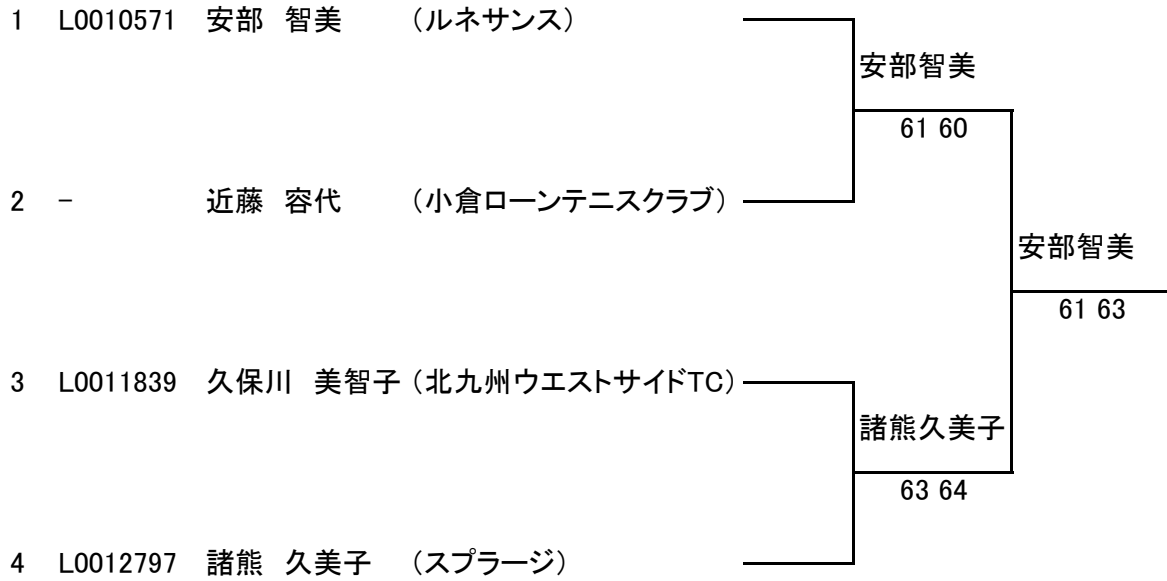 1 L0010571 安部 智美 (ルネサンス)
安部智美
61 60
2 - 近藤 容代 (小倉ローンテニスクラブ)
安部智美
61 63
3 L0011839 久保川 美智子 (北九州ウエストサイドTC)
諸熊久美子
63 64
4 L0012797 諸熊 久美子 (スプラージ)